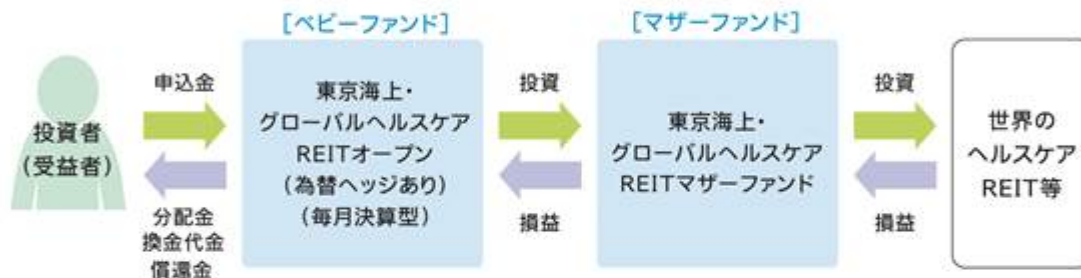 [ベビーファンド]
[マザーファンド]
投資者
(受益者)
申込金
分配金
換金代金
償還金
東京海上・
グローバルヘルスケア
REITオープン
(為替ヘッジあり)
(毎月決算型)
投資
損益
東京海上・
グローバルヘルスケア
REITマザーファンド
投資
損益
世界の
ヘルスケア
REIT等